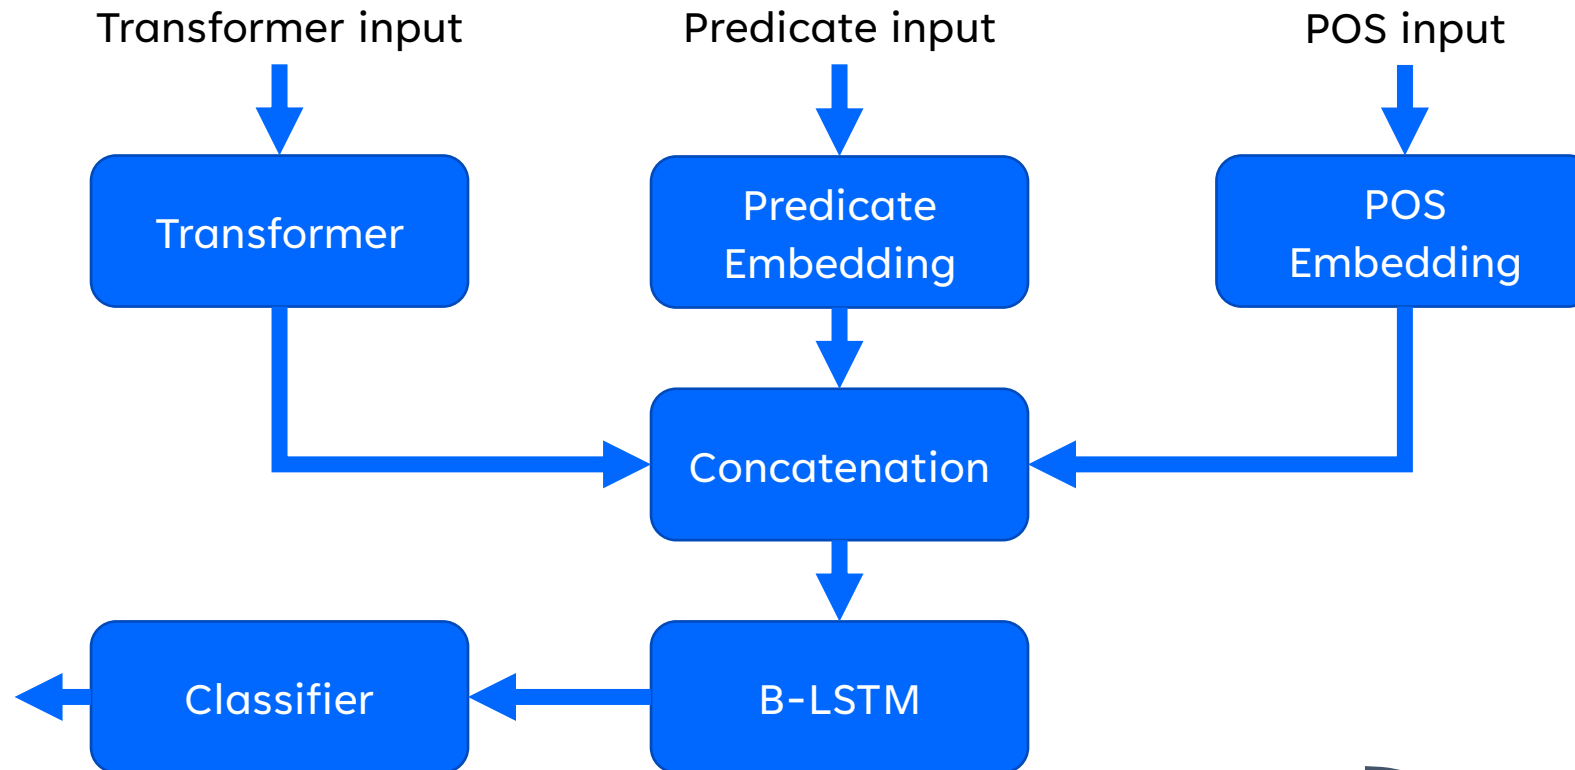 Transformer input
Predicate input
POS input
Transformer
Predicate
Embedding
POS
Embedding
Concatenation
Classifier
B-LSTM